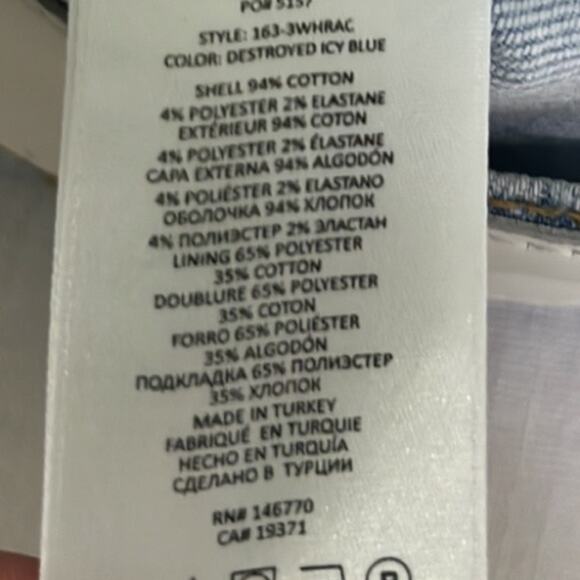 PO# 5157
STYLE: 163-3WHRAC
COLOR: DESTROYED ICY BLUE
SHELL 94% COTTON
4% POLYESTER 2% ELASTANE
EXTÉRIEUR 94% COTON
4% POLYESTER 2% ÉLASTANE
CAPA EXTERNA 94% ALGODÓN
4% POLIÉSTER 2% ELASTANO
ОБОЛОЧКА 94% ХЛОПОК
4% ПОЛИЭСТЕР 2% ЭЛАСТАН
LINING 65% POLYESTER
35% COTTON
DOUBLURE 65% POLYESTER
35% COTON
FORRO 65% POLIÉSTER
35% ALGODÓN
ПОДКЛАДКА 65% ПОЛИЭСТЕР
35% ХЛОПОК
MADE IN TURKEY
FABRIQUÉ EN TURQUIE
HECHO EN TURQUÍA
СДЕЛАНО В ТУРЦИИ
RN# 146770
CA# 19371
P